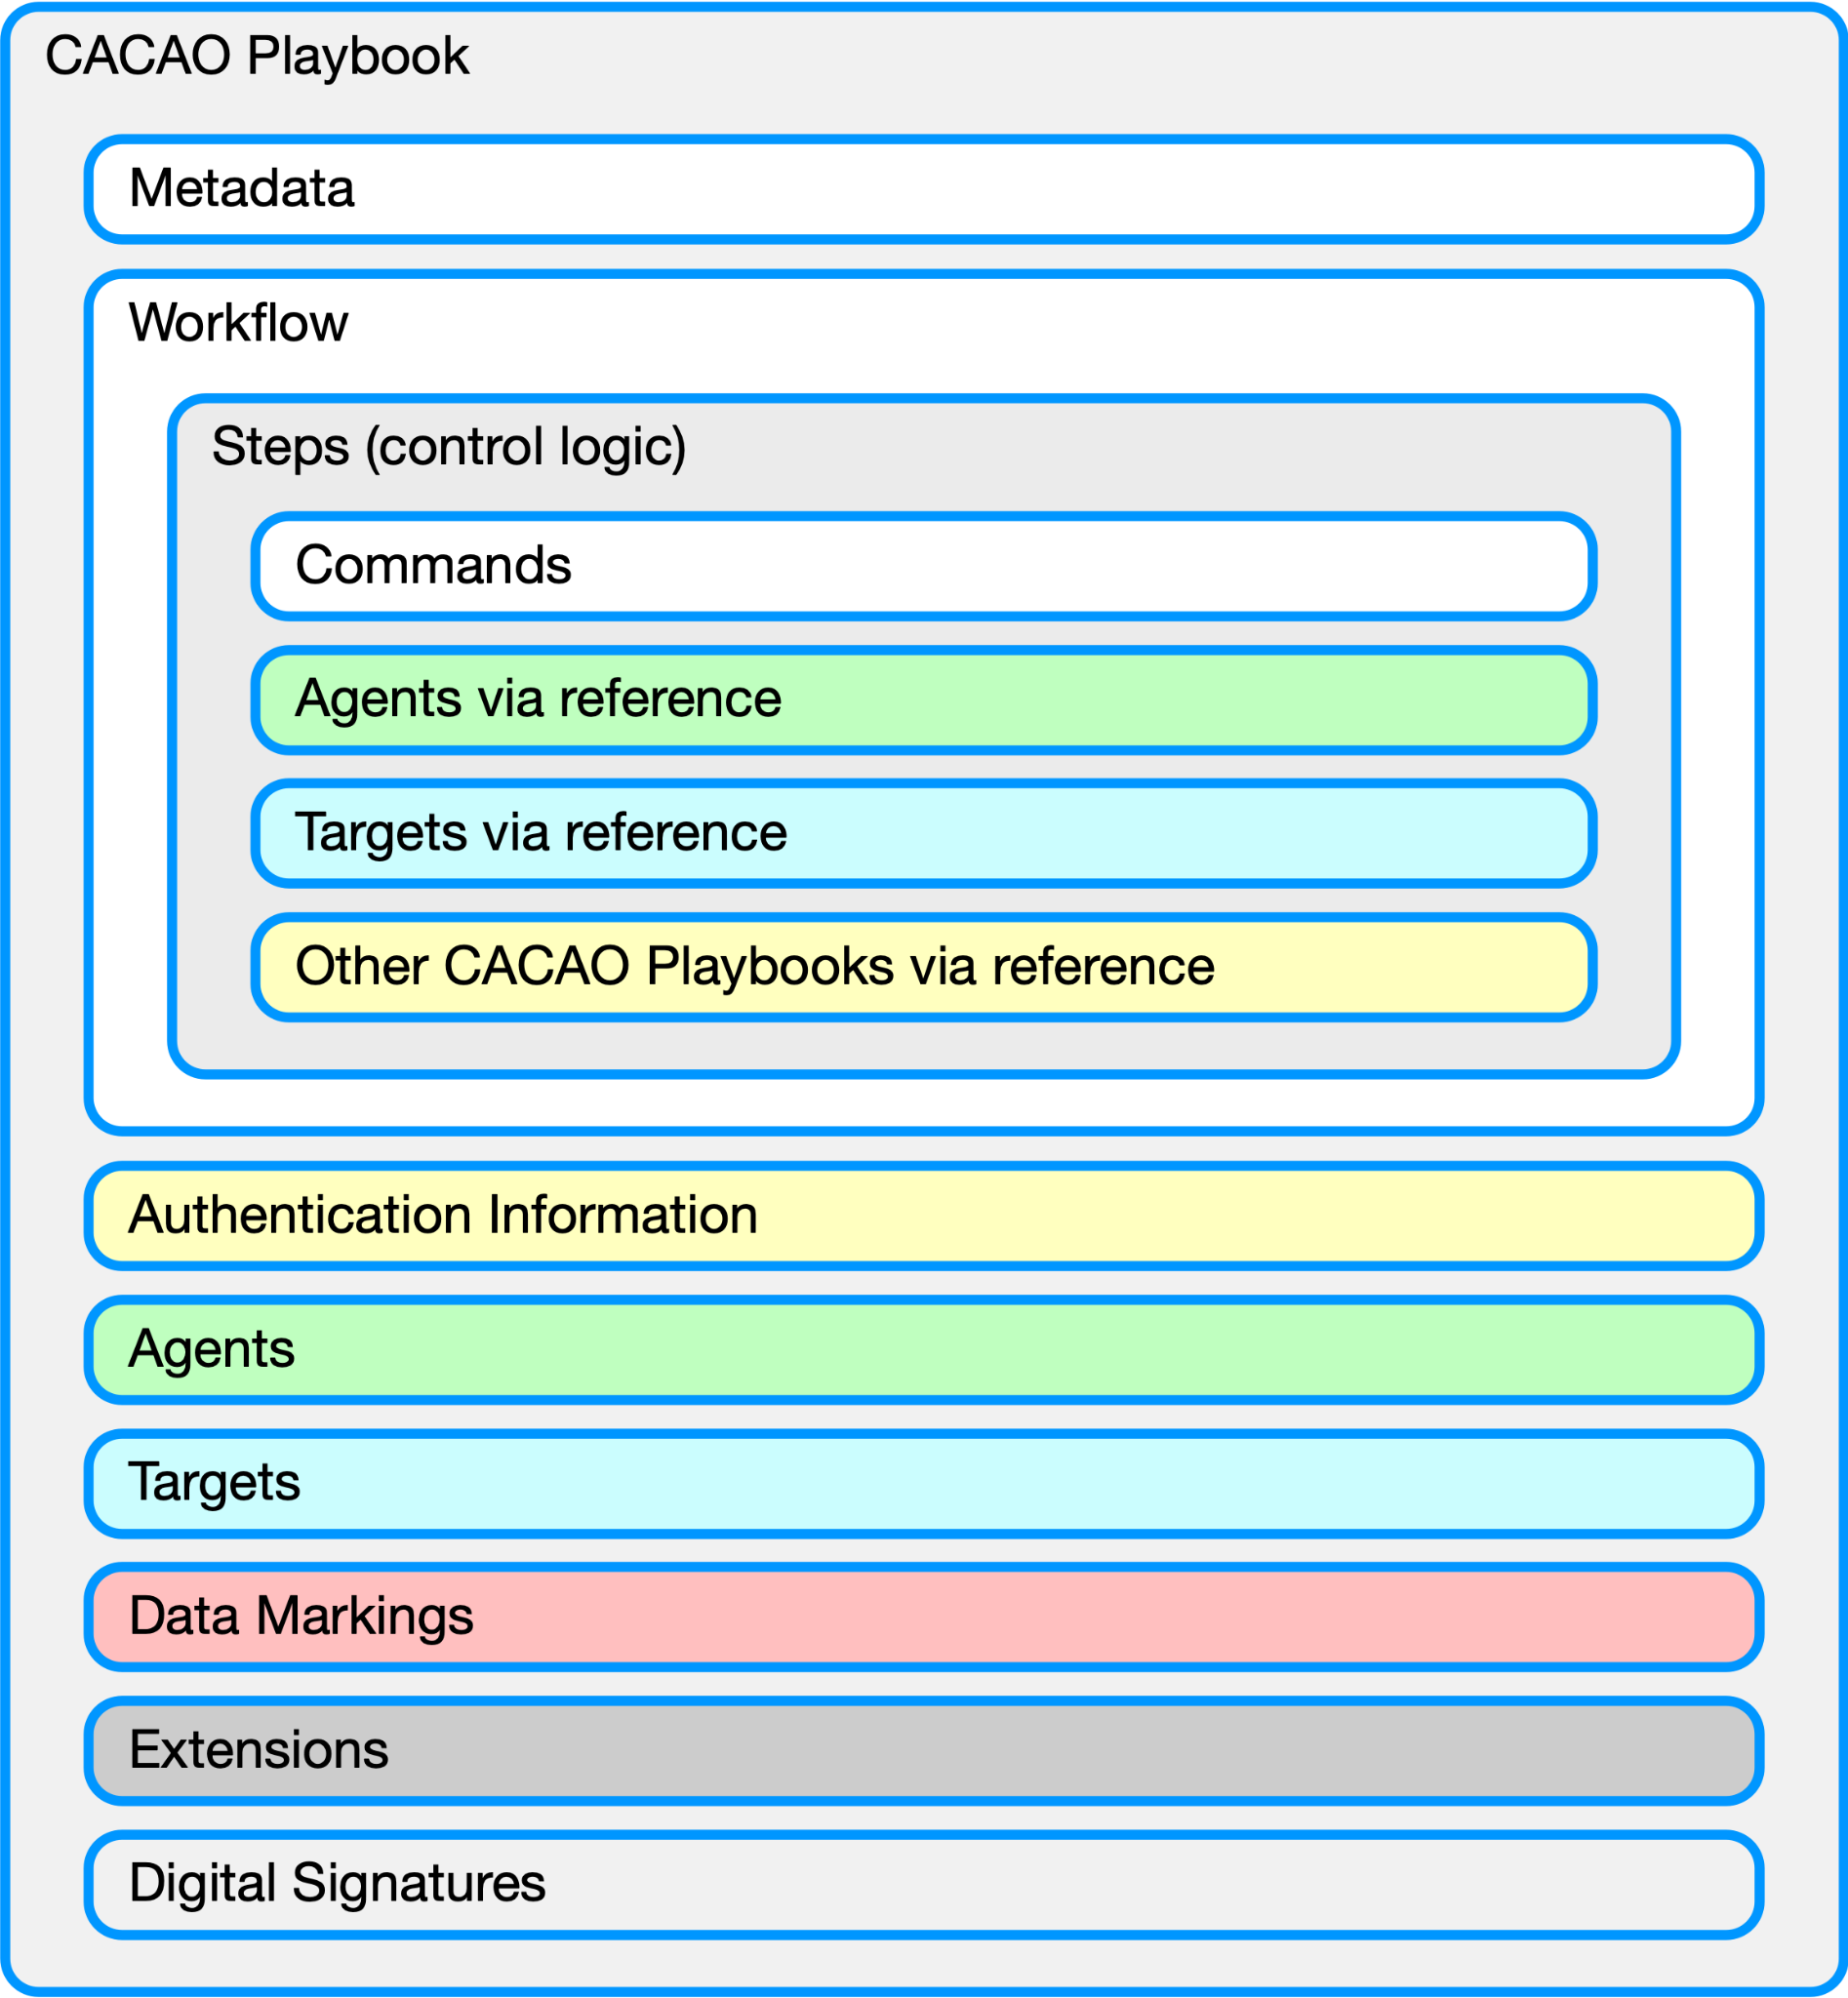 CACAO Playbook
Metadata
Workflow
Steps (control logic)
Commands
Agents via reference
Targets via reference
Other CACAO Playbooks via reference
Authentication Information
Agents
Targets
Data Markings
Extensions
Digital Signatures